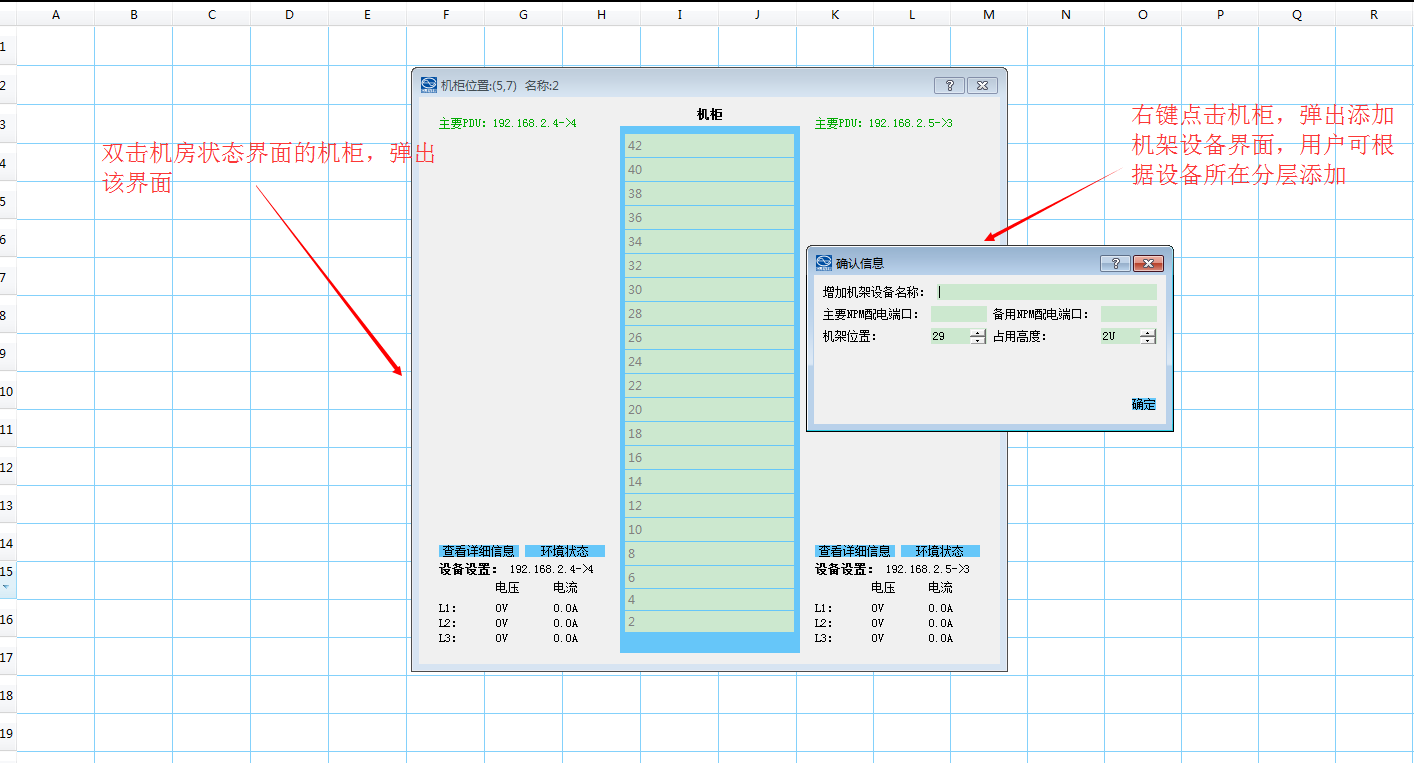 A B C D E F G H I J K L M N O P Q R
1
2
3
4
5
6
7
8
9
10
11
12
13
14
15
16
17
18
19
双击机房状态界面的机柜，弹出
该界面
机柜位置:(5,7) 名称:2
?
主要PDU: 192.168.2.4->4
机柜
主要PDU: 192.168.2.5->3
42
40
38
36
34
32
30
28
26
24
22
20
18
16
14
12
10
8
6
4
2
查看详细信息 环境状态
设备设置: 192.168.2.4->4
电压 电流
L1: 0V 0.0A
L2: 0V 0.0A
L3: 0V 0.0A
查看详细信息 环境状态
设备设置: 192.168.2.5->3
电压 电流
L1: 0V 0.0A
L2: 0V 0.0A
L3: 0V 0.0A
右键点击机柜，弹出添加
机架设备界面，用户可根
据设备所在分层添加
确认信息
?
增加机架设备名称:
主要NPM配电端口: 备用NPM配电端口:
机架位置: 29 占用高度: 2U
确定